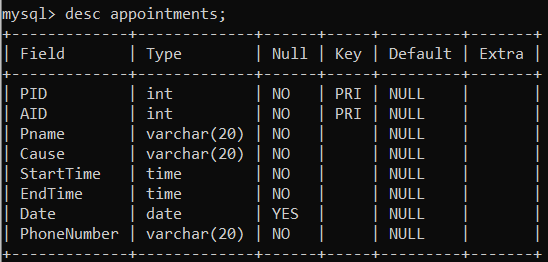 mysql> desc appointments;
+-------------+-------------+------+-----+---------+-------+
| Field       | Type        | Null | Key | Default | Extra |
+-------------+-------------+------+-----+---------+-------+
| PID         | int         | NO   | PRI | NULL    |       |
| AID         | int         | NO   | PRI | NULL    |       |
| Pname       | varchar(20) | NO   |     | NULL    |       |
| Cause       | varchar(20) | NO   |     | NULL    |       |
| StartTime   | time        | NO   |     | NULL    |       |
| EndTime     | time        | NO   |     | NULL    |       |
| Date        | date        | YES  |     | NULL    |       |
| PhoneNumber | varchar(20) | NO   |     | NULL    |       |
+-------------+-------------+------+-----+---------+-------+